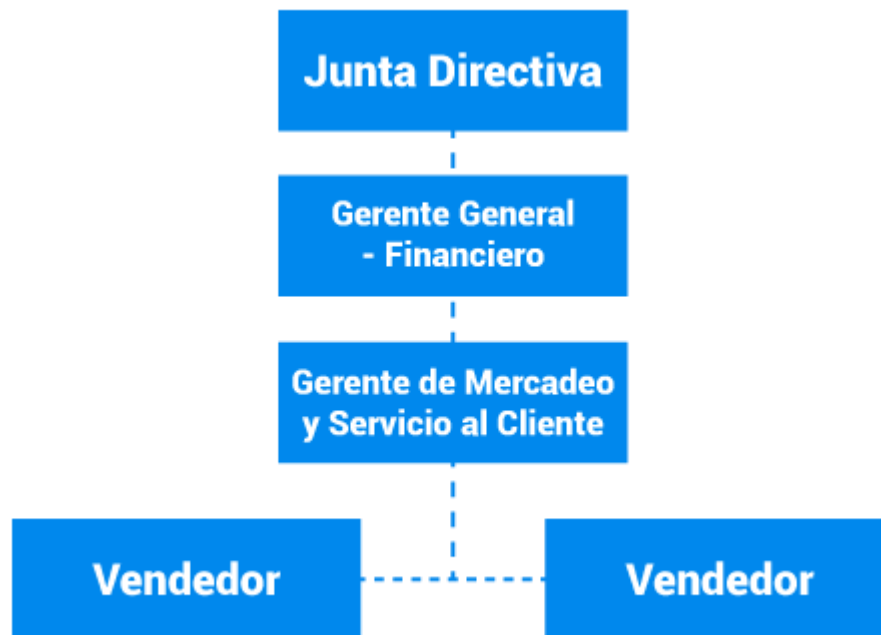 Junta Directiva
Gerente General
- Financiero
Gerente de Mercadeo
y Servicio al Cliente
Vendedor
Vendedor